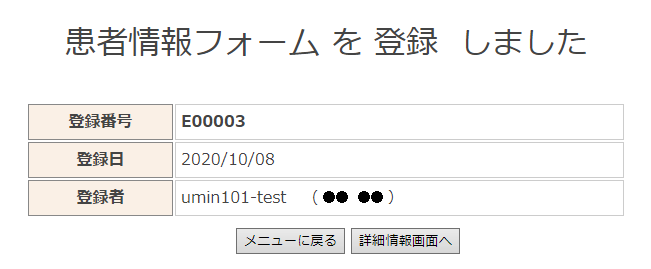 患者情報フォーム を 登録 しました
登録番号 E00003
登録日 2020/10/08
登録者 umin101-test （ ●● ●● ）
メニューに戻る 詳細情報画面へ